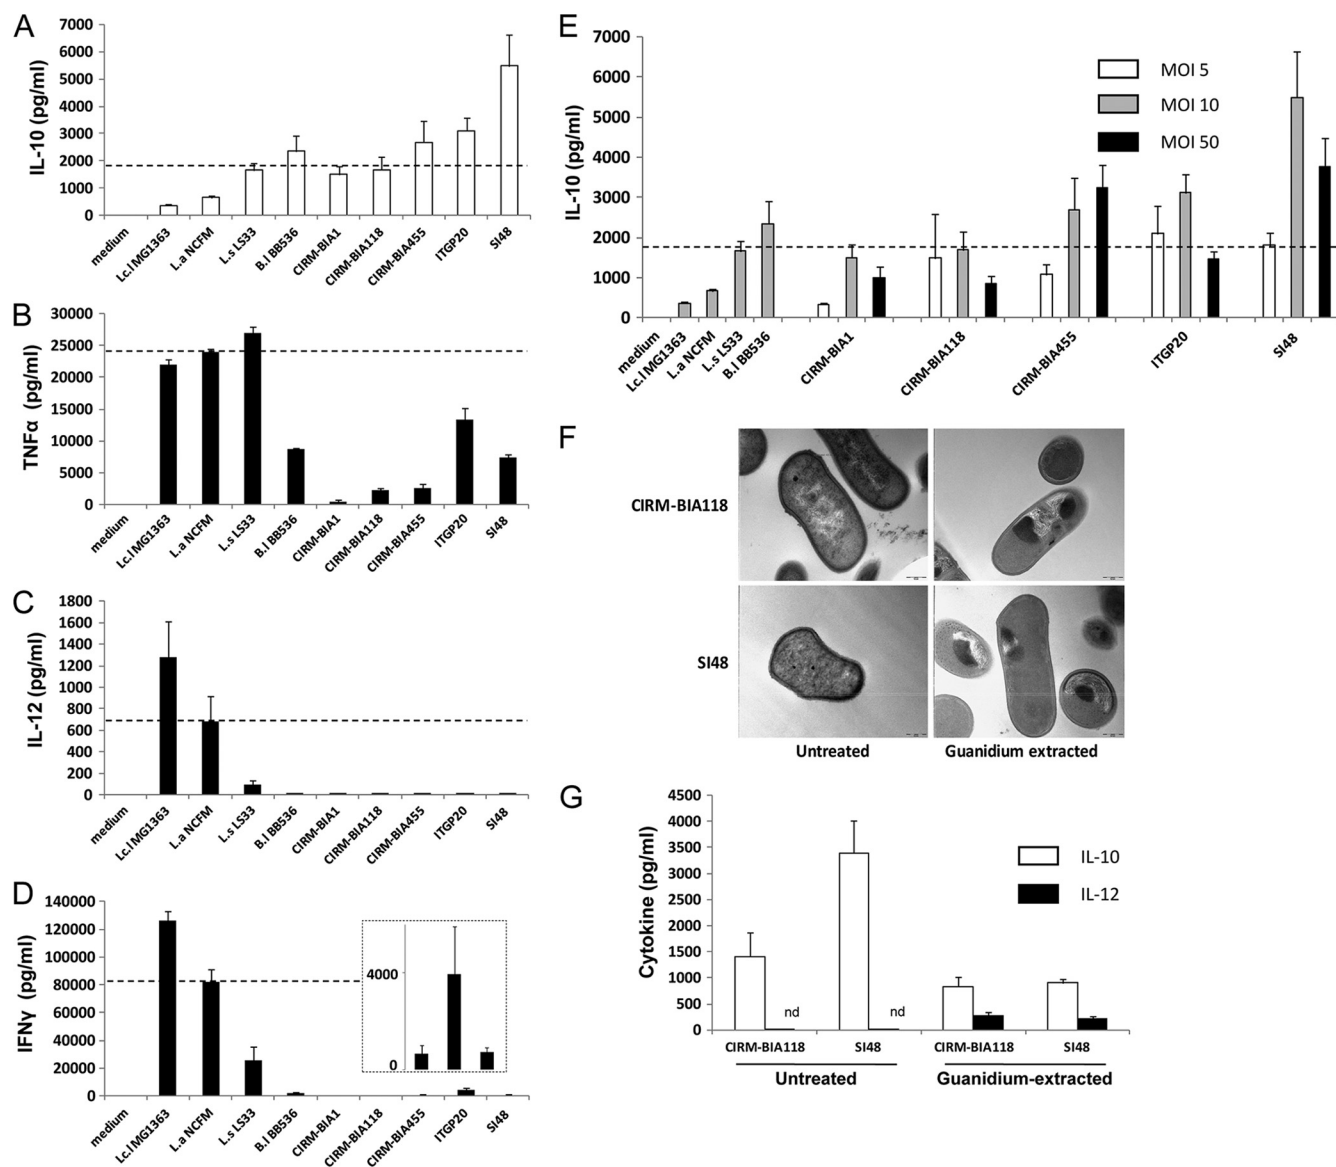 A
IL-10 (pg/ml)
7000
6000
5000
4000
3000
2000
1000
0
medium
Lc.l MG1363
L.a NCFM
L.s LS33
B.l BB536
CIRM-BIA1
CIRM-BIA118
CIRM-BIA455
ITGP20
SI48
B
TNFα (pg/ml)
30000
25000
20000
15000
10000
5000
0
medium
Lc.l MG1363
L.a NCFM
L.s LS33
B.l BB536
CIRM-BIA1
CIRM-BIA118
CIRM-BIA455
ITGP20
SI48
C
IL-12 (pg/ml)
1800
1600
1400
1200
1000
800
600
400
200
0
medium
Lc.l MG1363
L.a NCFM
L.s LS33
B.l BB536
CIRM-BIA1
CIRM-BIA118
CIRM-BIA455
ITGP20
SI48
D
IFNγ (pg/ml)
140000
120000
100000
80000
60000
40000
20000
0
4000
0
medium
Lc.l MG1363
L.a NCFM
L.s LS33
B.l BB536
CIRM-BIA1
CIRM-BIA118
CIRM-BIA455
ITGP20
SI48
E
IL-10 (pg/ml)
7000
6000
5000
4000
3000
2000
1000
0
MOI 5
MOI 10
MOI 50
medium
Lc.l MG1363
L.a NCFM
L.s LS33
B.l BB536
CIRM-BIA1
CIRM-BIA118
CIRM-BIA455
ITGP20
SI48
F
CIRM-BIA118
SI48
Untreated
Guanidium extracted
G
Cytokine (pg/ml)
4500
4000
3500
3000
2500
2000
1500
1000
500
0
IL-10
IL-12
nd
nd
CIRM-BIA118
SI48
CIRM-BIA118
SI48
Untreated
Guanidium-extracted